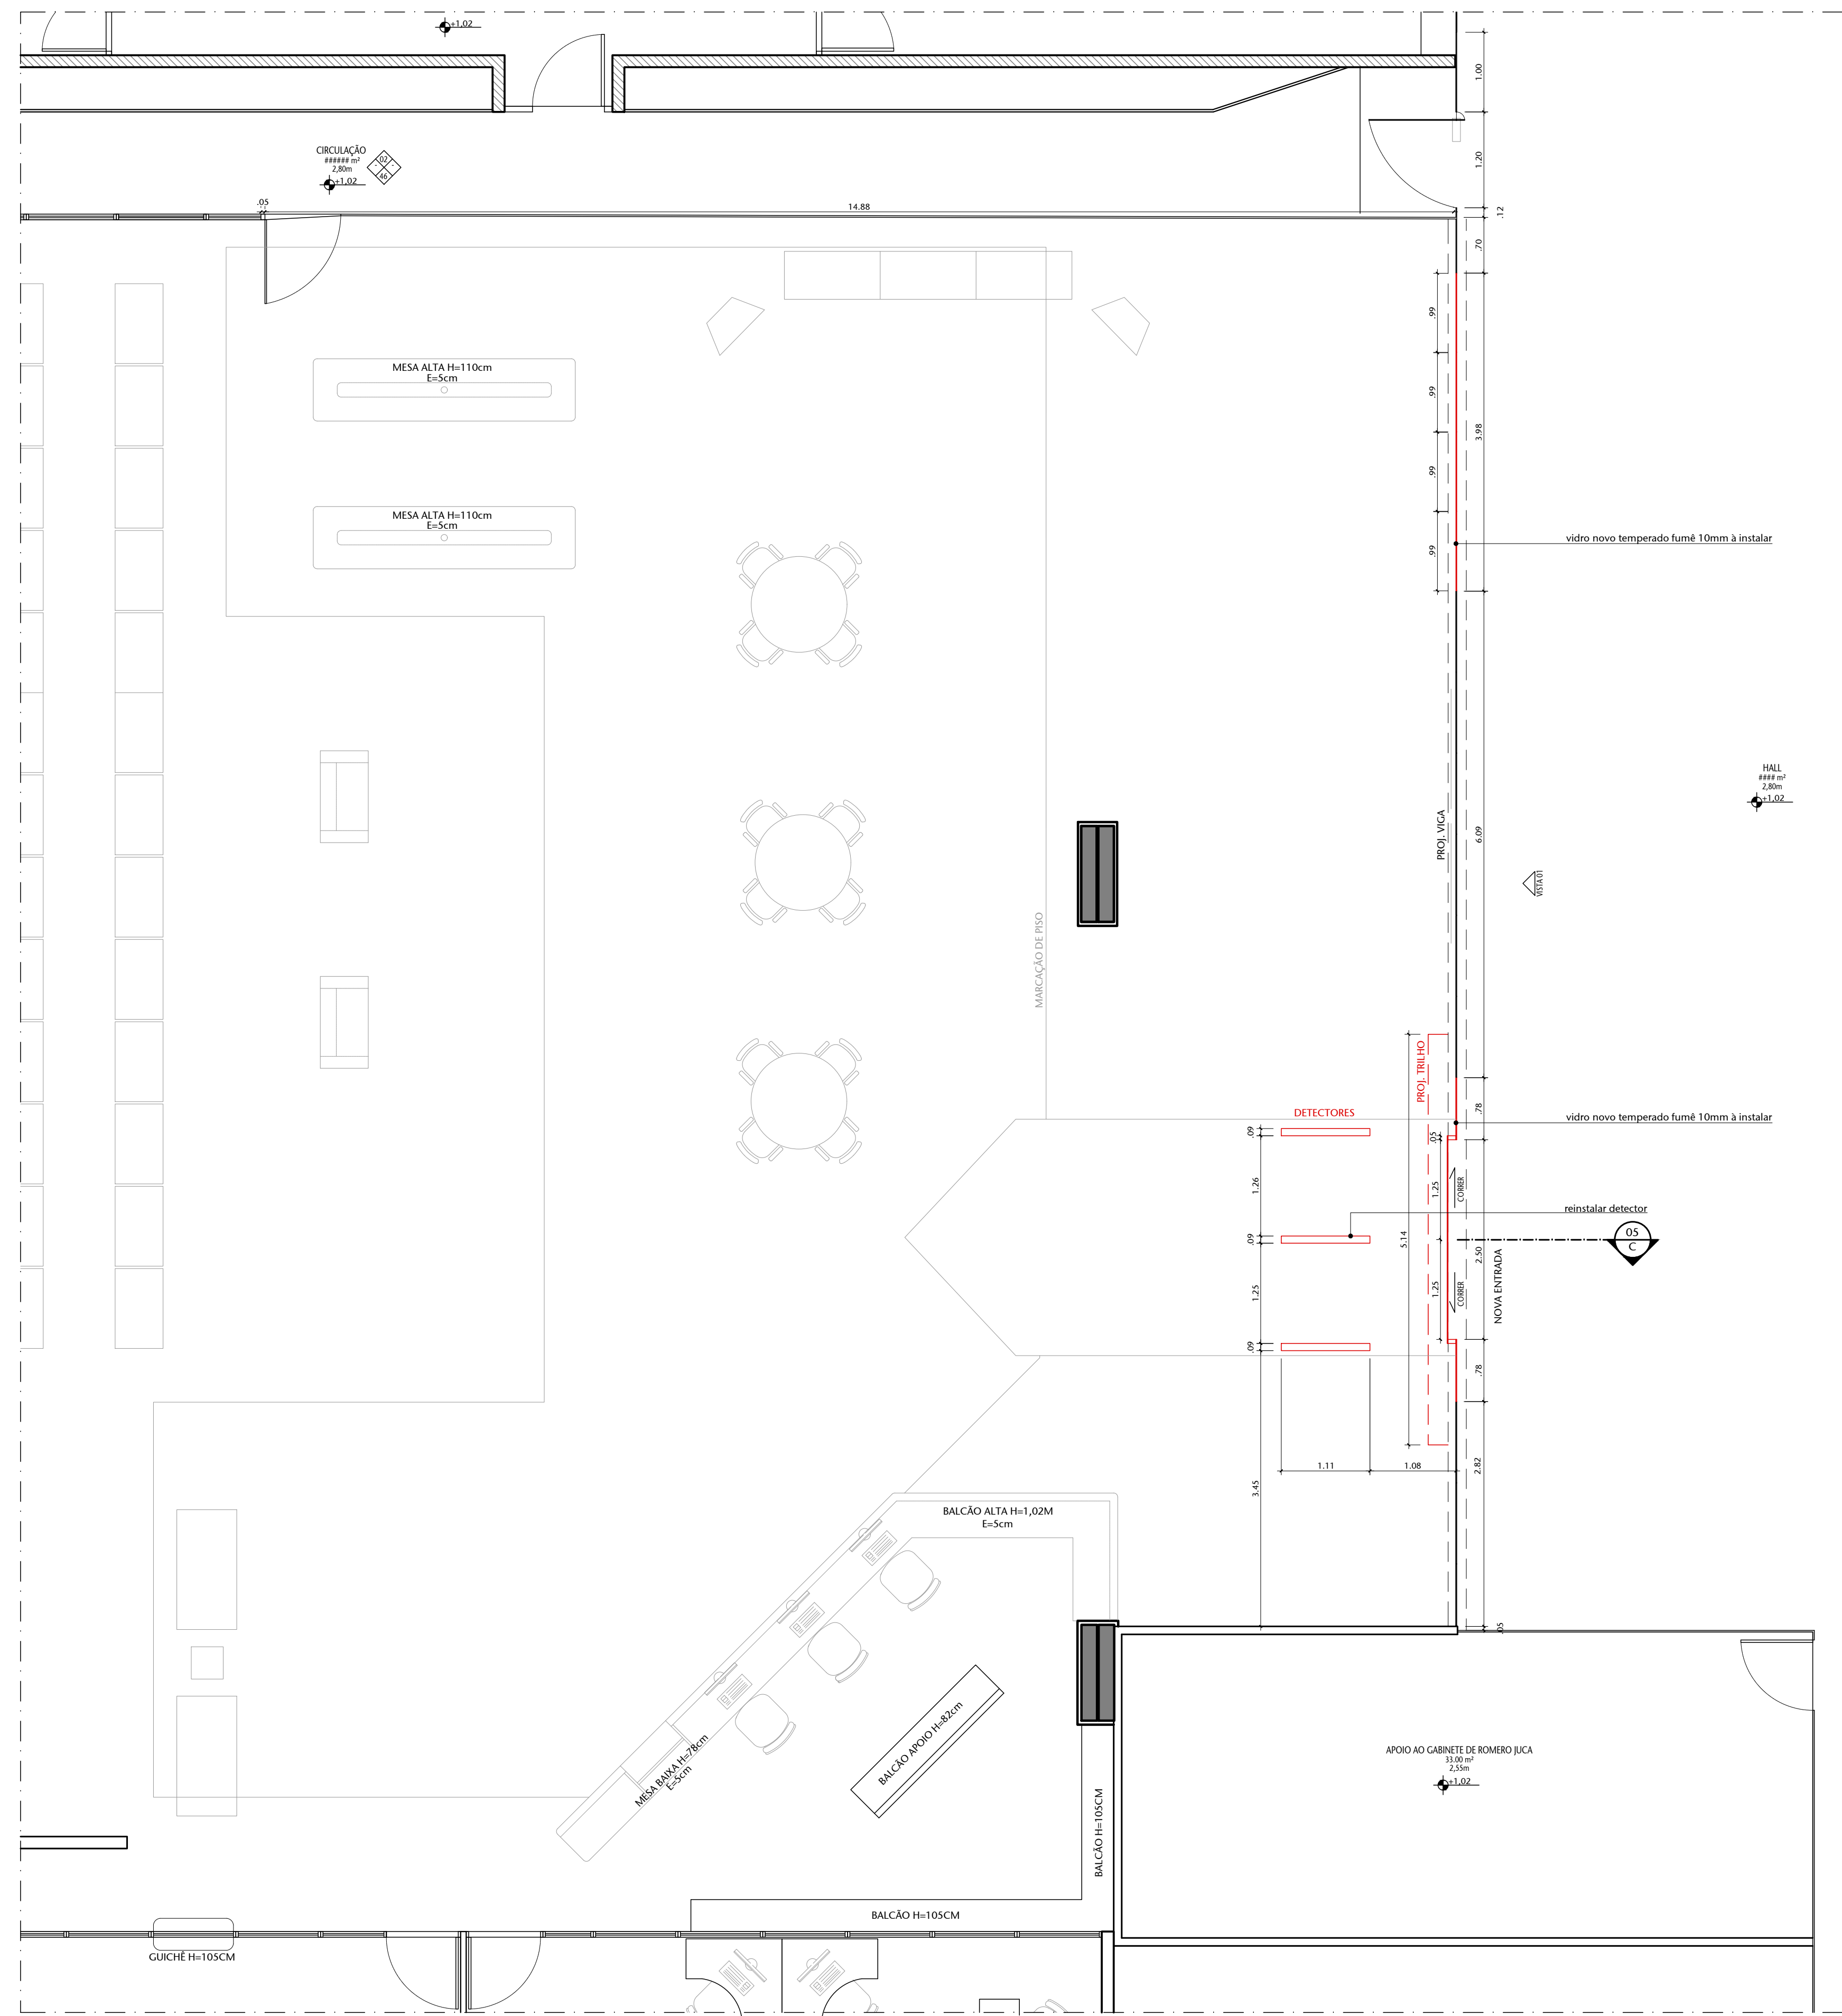 +1,02
1.00
CIRCULAÇÃO
###### m²
2,80m
+1,02
02
-
-
46
1.20
.05
14.88
.12
.70
.99
MESA ALTA H=110cm
E=5cm
.99
3.98
.99
MESA ALTA H=110cm
E=5cm
.99
vidro novo temperado fumê 10mm à instalar
HALL
#### m²
2,80m
+1,02
PROJ. VIGA
6.09
VISTA 01
MARCAÇÃO DE PISO
PROJ. TRILHO
DETECTORES
.78
vidro novo temperado fumê 10mm à instalar
.09
.05
1.26
1.25
CORRER
reinstalar detector
.09
5.14
2.50
05
C
NOVA ENTRADA
1.25
1.25
CORRER
.09
.78
1.11
1.08
2.82
3.45
BALCÃO ALTA H=1,02M
E=5cm
.05
BALCÃO APOIO H=82cm
MESA BAIXA H=78cm
E=5cm
APOIO AO GABINETE DE ROMERO JUCA
33.00 m²
2,55m
+1,02
BALCÃO H=105CM
BALCÃO H=105CM
GUICHÊ H=105CM